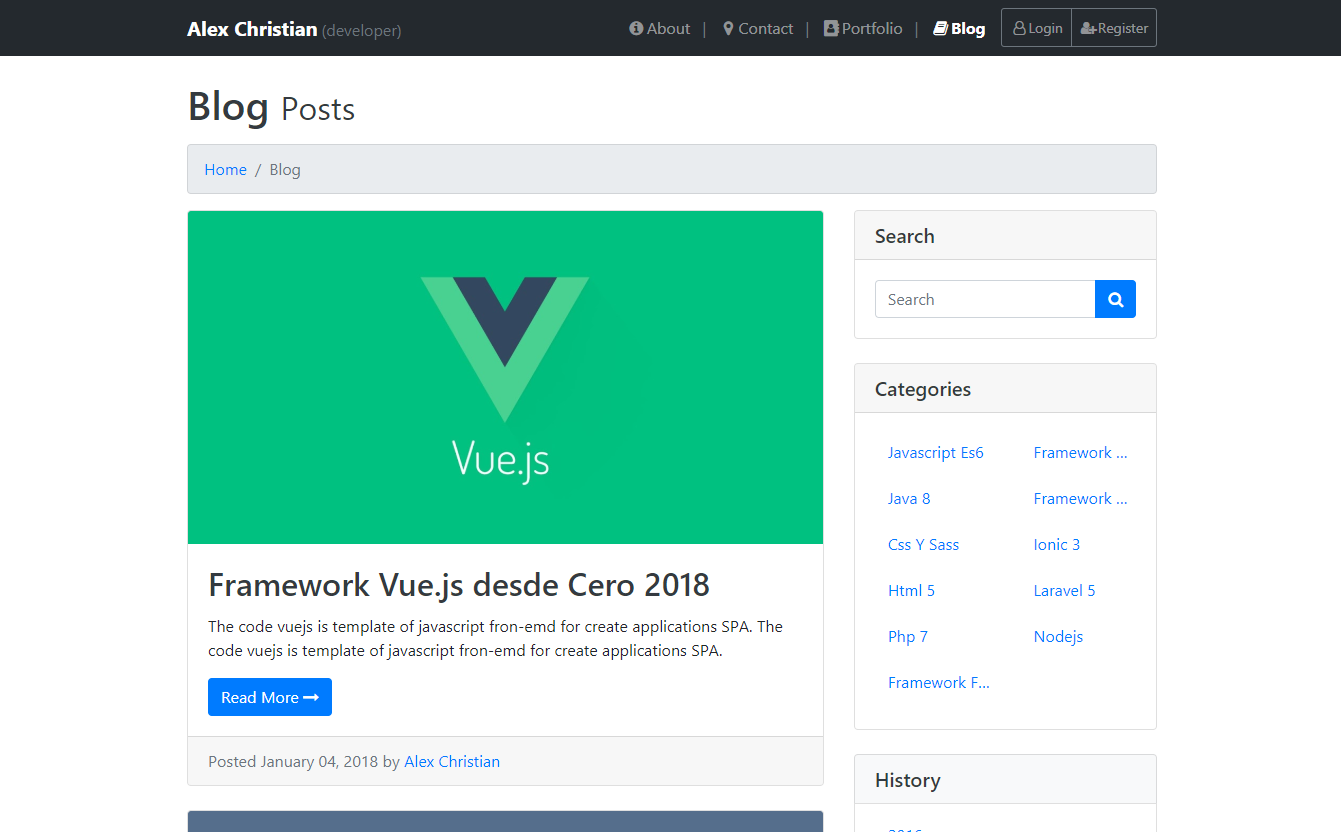 Alex Christian (developer)
About | Contact | Portfolio | Blog Login Register
Blog Posts
Home / Blog
Vue.js
Framework Vue.js desde Cero 2018
The code vuejs is template of javascript fron-emd for create applications SPA. The
code vuejs is template of javascript fron-emd for create applications SPA.
Read More
Posted January 04, 2018 by Alex Christian
Search
Search
Categories
Javascript Es6
Java 8
Css Y Sass
Html 5
Php 7
Framework F...
Framework ...
Framework ...
Ionic 3
Laravel 5
Nodejs
History